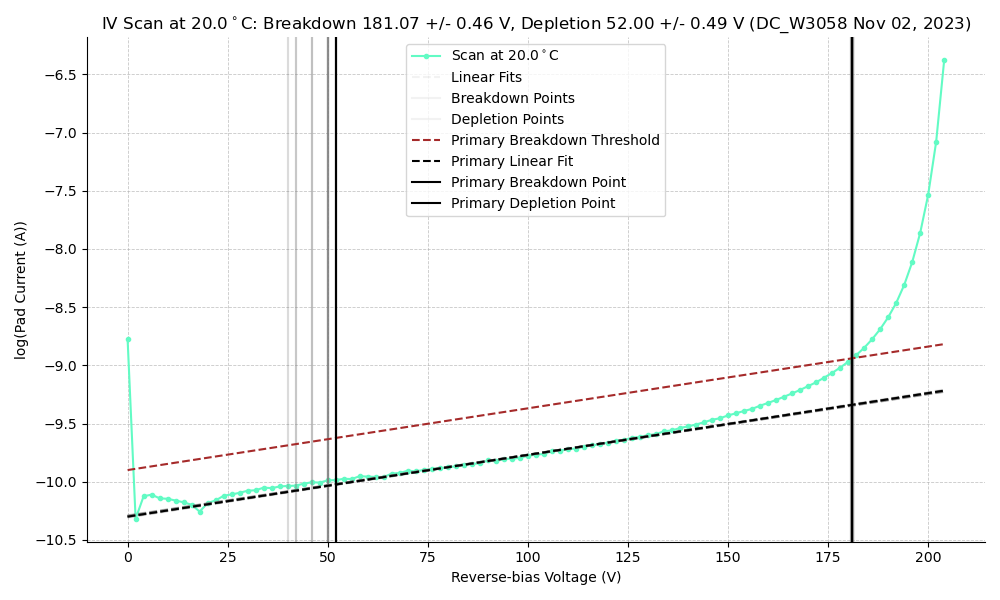 IV Scan at 20.0°C: Breakdown 181.07 +/- 0.46 V, Depletion 52.00 +/- 0.49 V (DC_W3058 Nov 02, 2023)
Scan at 20.0°C
Linear Fits
Breakdown Points
Depletion Points
Primary Breakdown Threshold
Primary Linear Fit
Primary Breakdown Point
Primary Depletion Point
log(Pad Current (A))
−6.5
−7.0
−7.5
−8.0
−8.5
−9.0
−9.5
−10.0
−10.5
0 25 50 75 100 125 150 175 200
Reverse-bias Voltage (V)